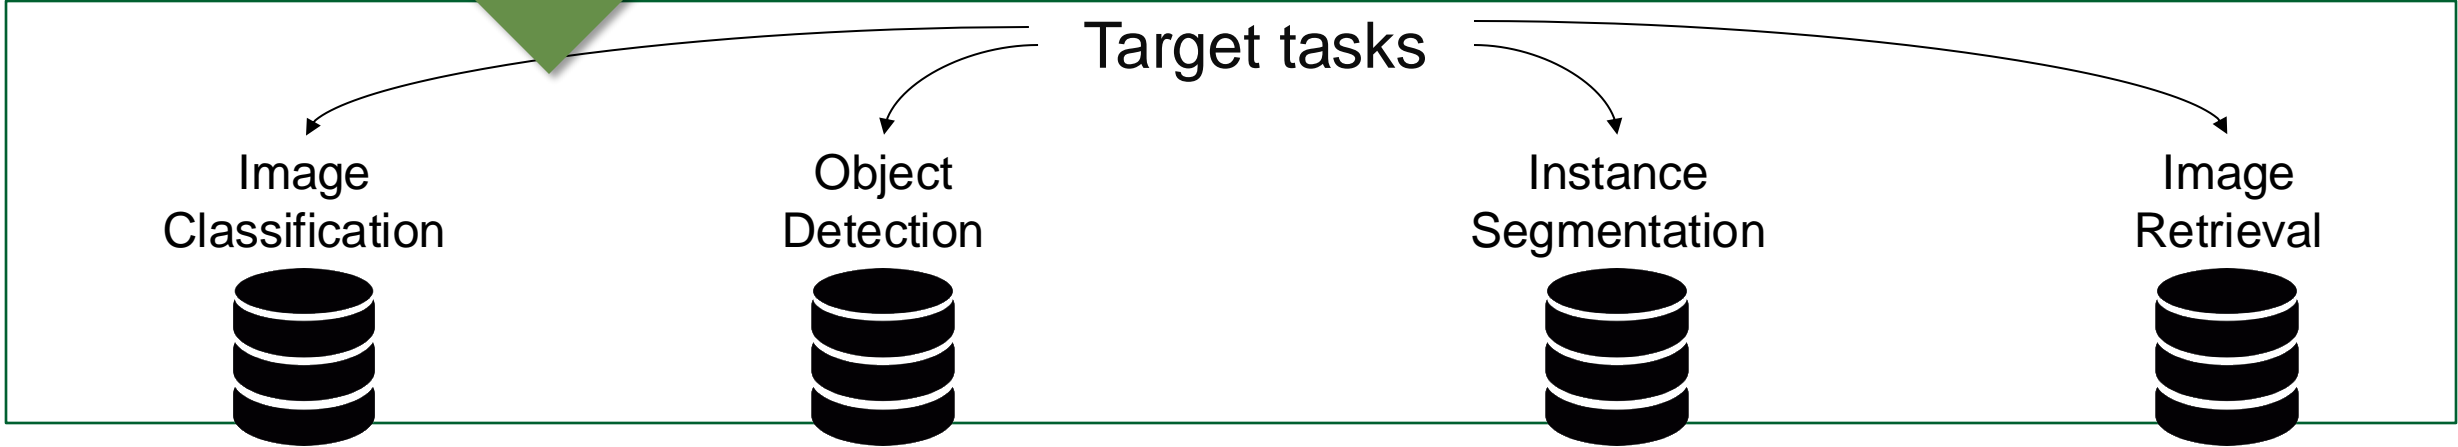 Target tasks
Image
Classification
Object
Detection
Instance
Segmentation
Image
Retrieval